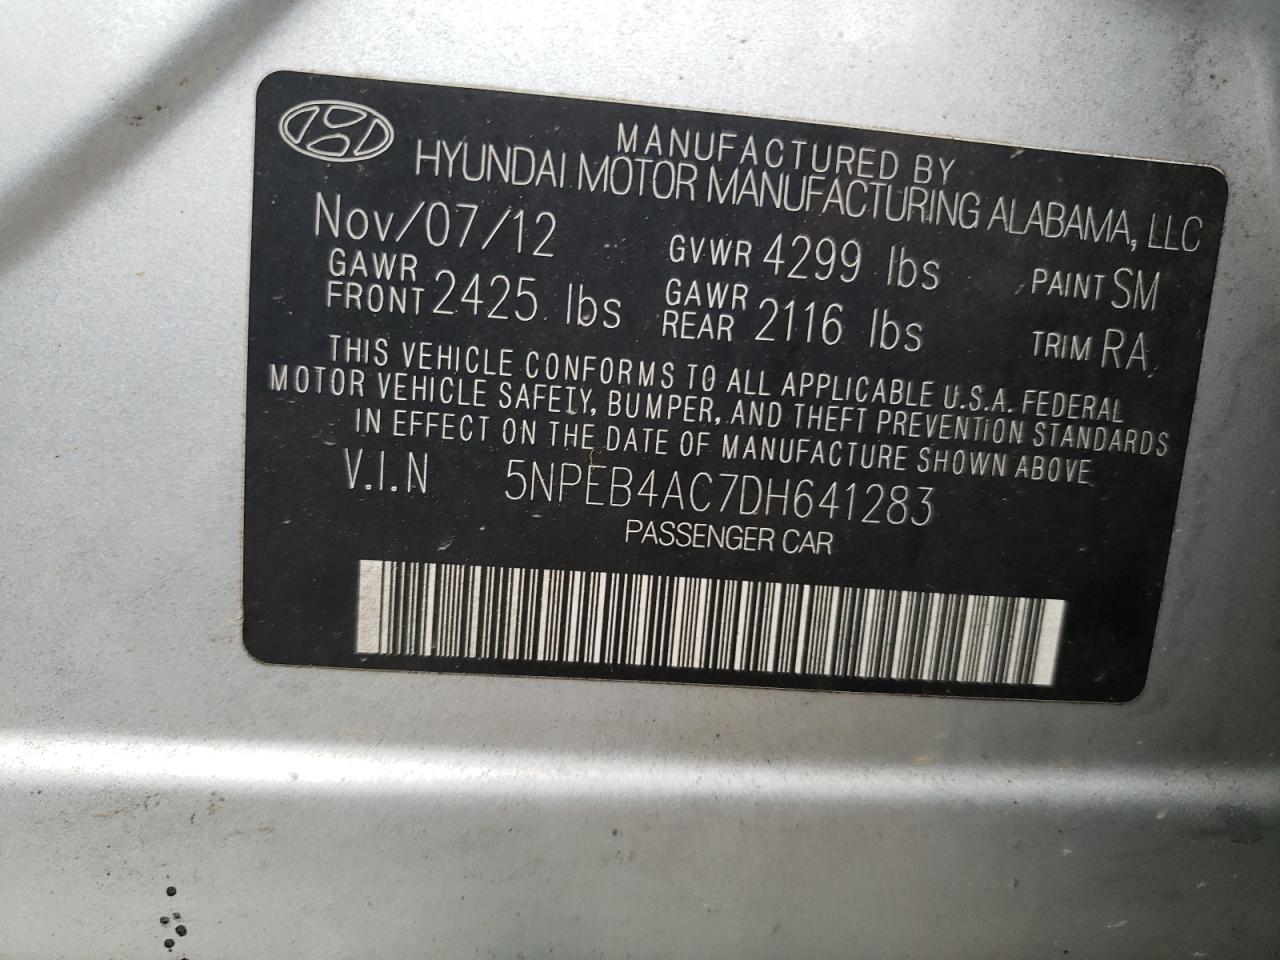 MANUFACTURED BY
HYUNDAI MOTOR MANUFACTURING ALABAMA, LLC
Nov/07/12 GVWR 4299 lbs PAINT SM
GAWR FRONT 2425 lbs GAWR REAR 2116 lbs TRIM RA
THIS VEHICLE CONFORMS TO ALL APPLICABLE U.S.A. FEDERAL
MOTOR VEHICLE SAFETY, BUMPER, AND THEFT PREVENTION STANDARDS
IN EFFECT ON THE DATE OF MANUFACTURE SHOWN ABOVE
V.I.N 5NPEB4AC7DH641283
PASSENGER CAR